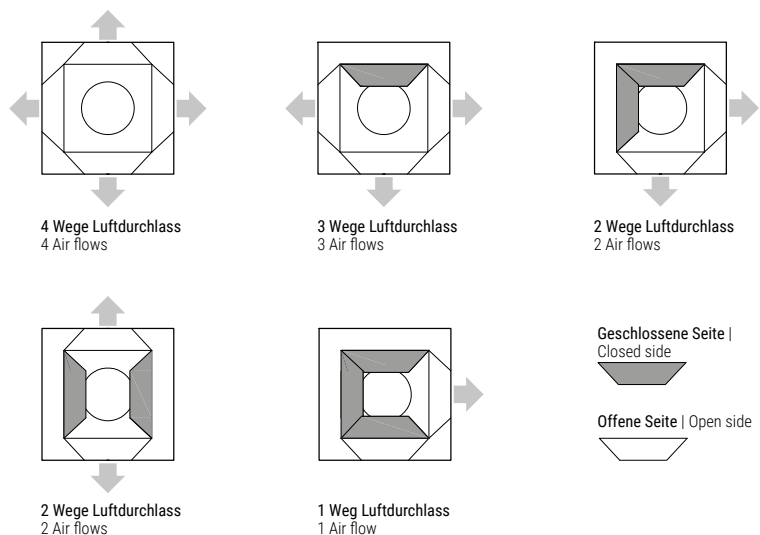 4 Wege Luftdurchlass
4 Air flows
3 Wege Luftdurchlass
3 Air flows
2 Wege Luftdurchlass
2 Air flows
2 Wege Luftdurchlass
2 Air flows
1 Weg Luftdurchlass
1 Air flow
Geschlossene Seite |
Closed side
Offene Seite | Open side